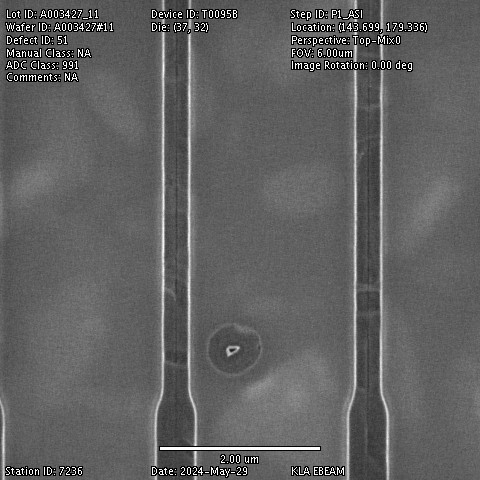 Lot ID: A003427_11
Wafer ID: A003427#11
Defect ID: 51
Manual Class: NA
ADC Class: 991
Comments: NA
Device ID: T0095B
Die: (37, 32)
Step ID: P1_ASI
Location: (143.699, 179.336)
Perspective: Top-Mix0
FOV: 6.00um
Image Rotation: 0.00 deg
2.00 um
Station ID: 7236
Date: 2024-May-29
KLA EBEAM